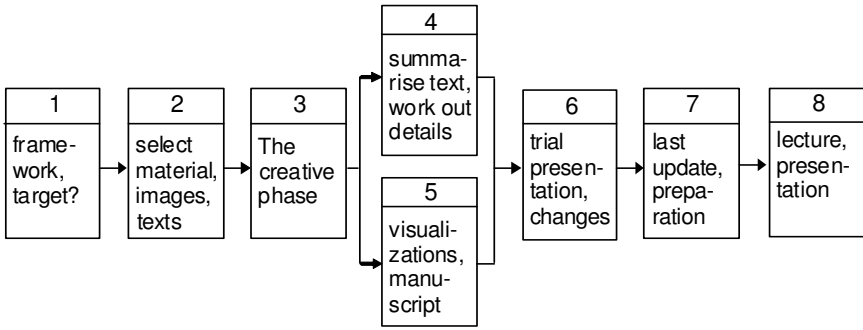 1
frame-
work,
target?
2
select
material,
images,
texts
3
The
creative
phase
4
summa-
rise text,
work out
details
5
visuali-
zations,
manu-
script
6
trial
presen-
tation,
changes
7
last
update,
prepa-
ration
8
lecture,
presen-
tation